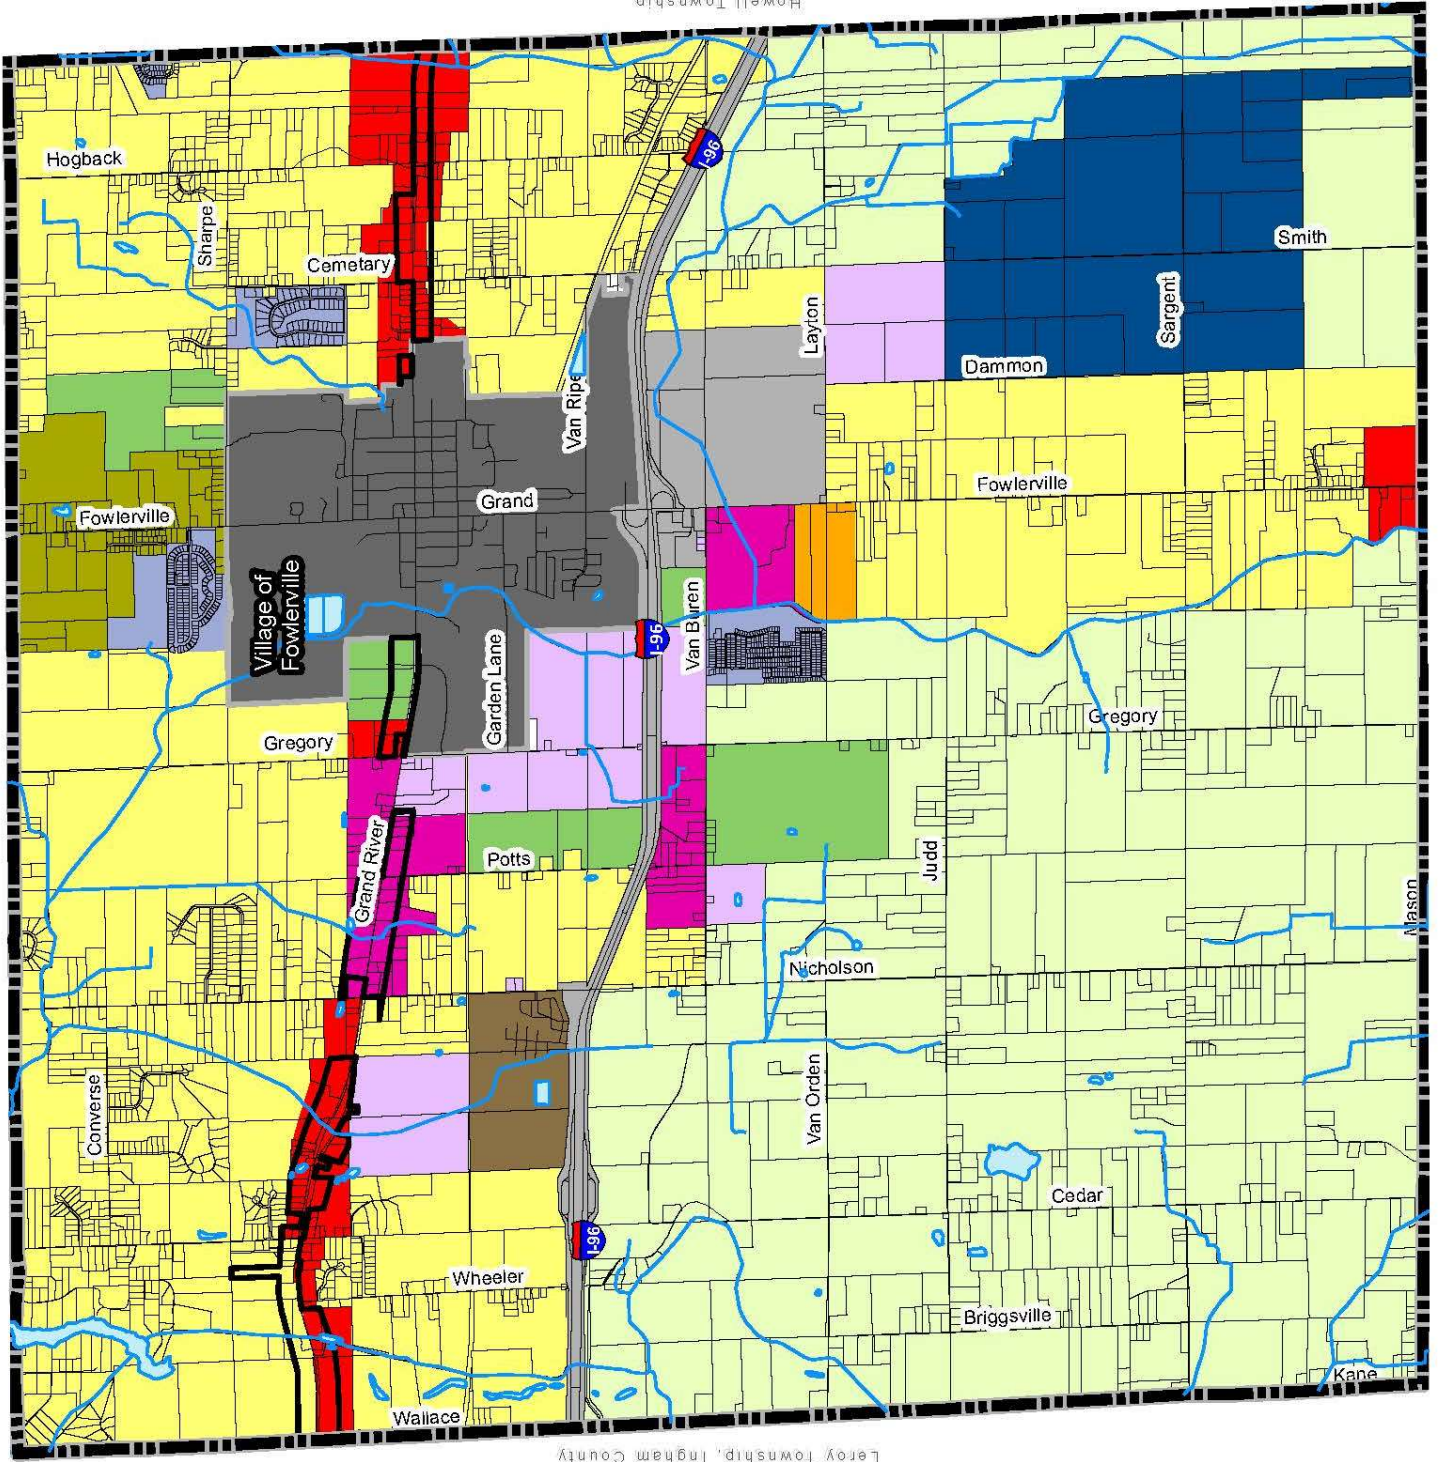 Howell Township
I-96
Hogback
Sharpe
Cemetary
Smith
Layton
Sargent
Dammon
Van Ripe
Grand
Fowlerville
Fowlerville
Village of
Fowlerville
I-96
Van Buren
Garden Lane
Gregory
Gregory
Grand River
Potts
Judd
Mason
Nicholson
Converse
Van Orden
Cedar
I-96
Wheeler
Briggsville
Wallace
Kane
Leroy Township, Ingham County